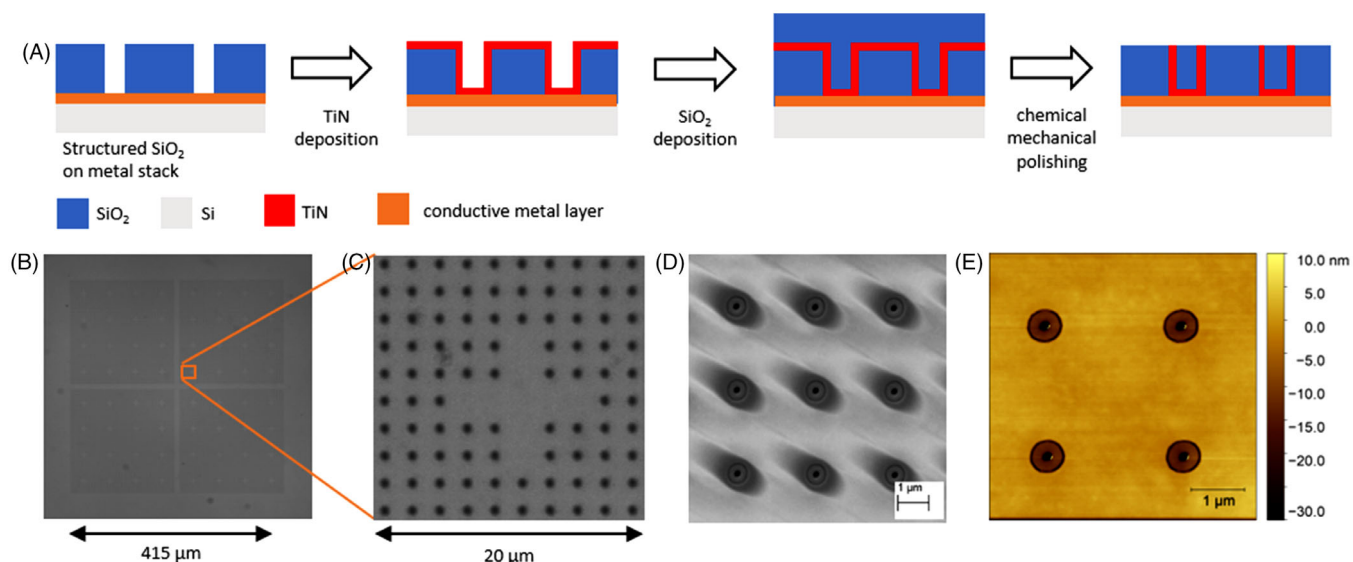 (A)
TiN
deposition
SiO₂
deposition
chemical
mechanical
polishing
Structured SiO₂
on metal stack
SiO₂
Si
TiN
conductive metal layer
(B)
(C)
(D)
(E)
415 µm
20 µm
1 µm
1 µm
10.0 nm
5.0
0.0
−5.0
−10.0
−15.0
−20.0
−30.0